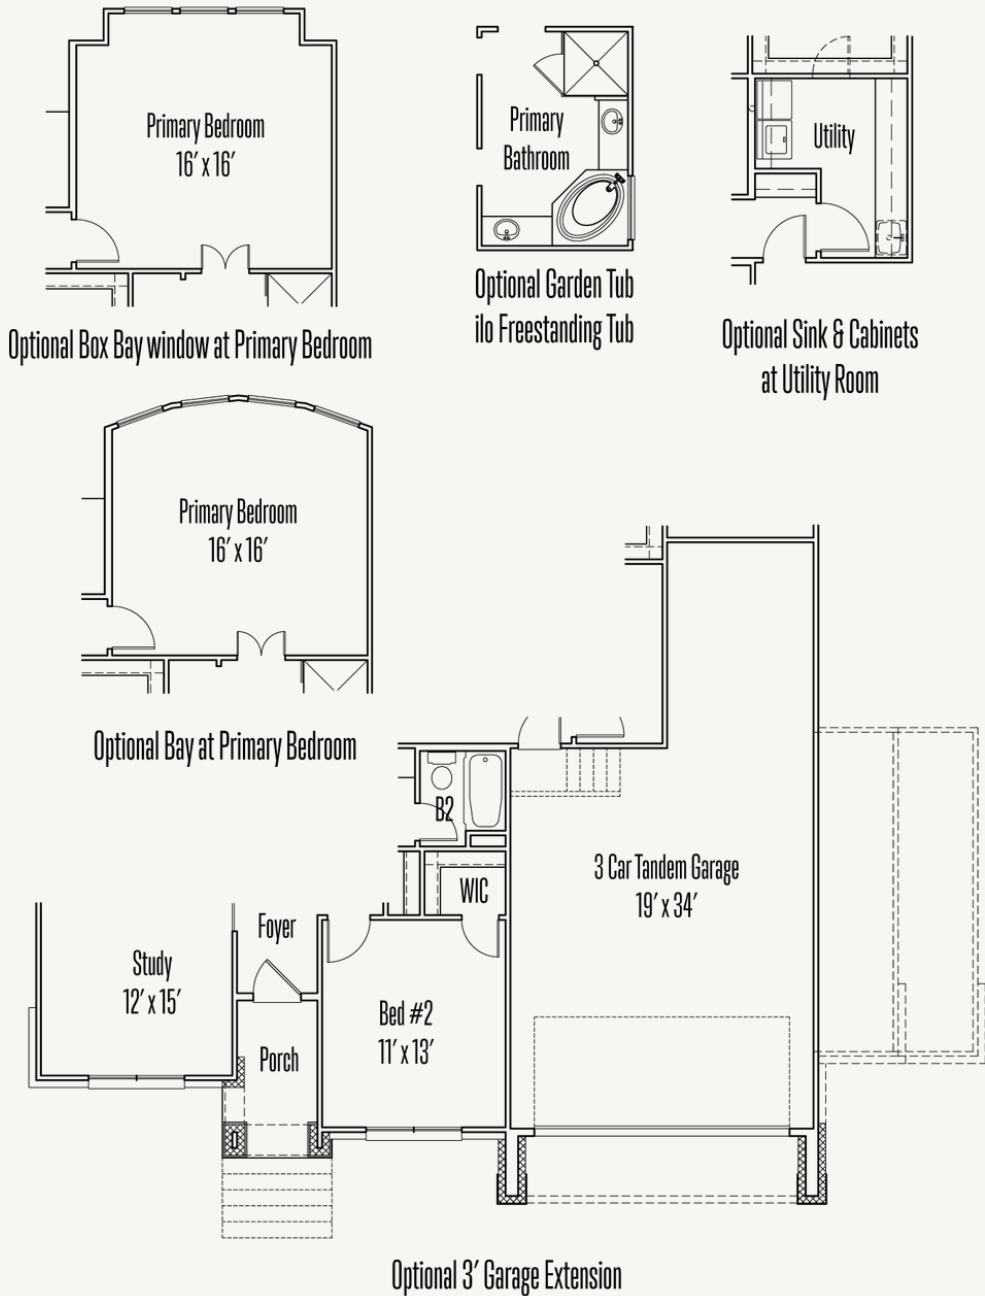 Primary Bedroom
16′ x 16′
Optional Box Bay window at Primary Bedroom
Primary
Bathroom
Optional Garden Tub
ilo Freestanding Tub
Utility
Optional Sink & Cabinets
at Utility Room
Primary Bedroom
16′ x 16′
Optional Bay at Primary Bedroom
B2
WIC
3 Car Tandem Garage
19′ x 34′
Foyer
Study
12′ x 15′
Bed #2
11′ x 13′
Porch
Optional 3′ Garage Extension